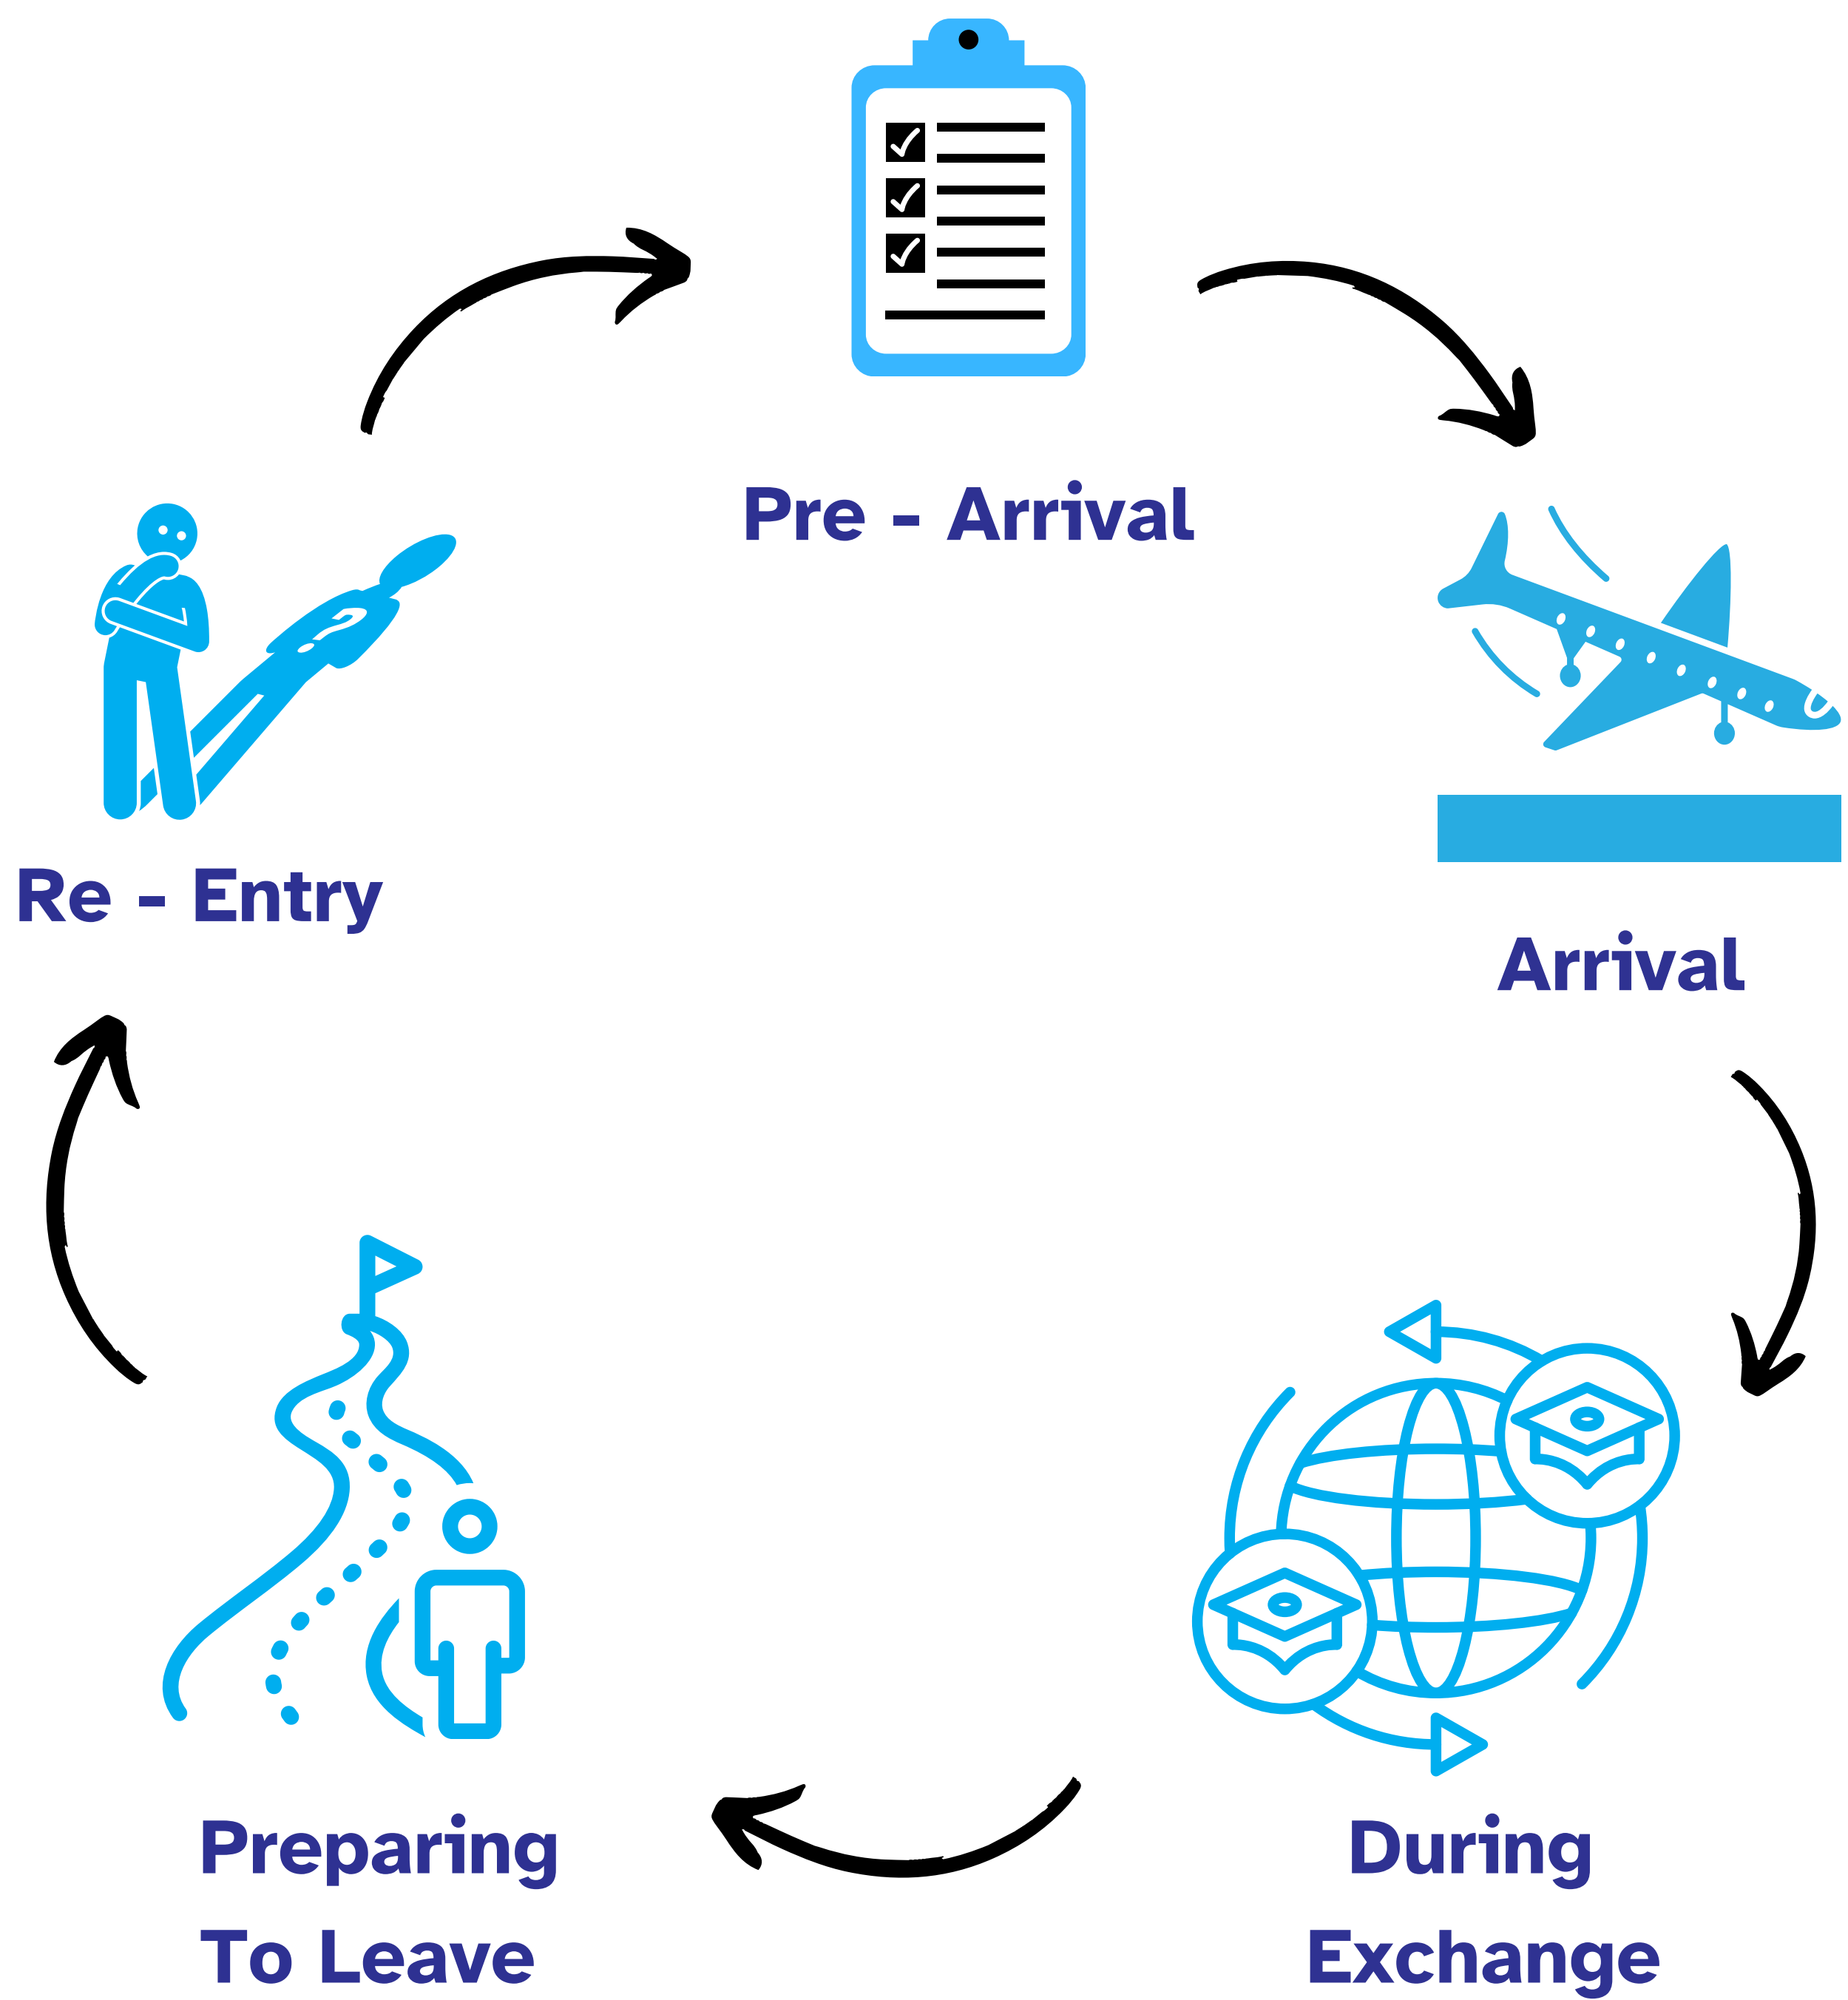 Pre - Arrival
Re - Entry
Arrival
Preparing
To Leave
During
Exchange